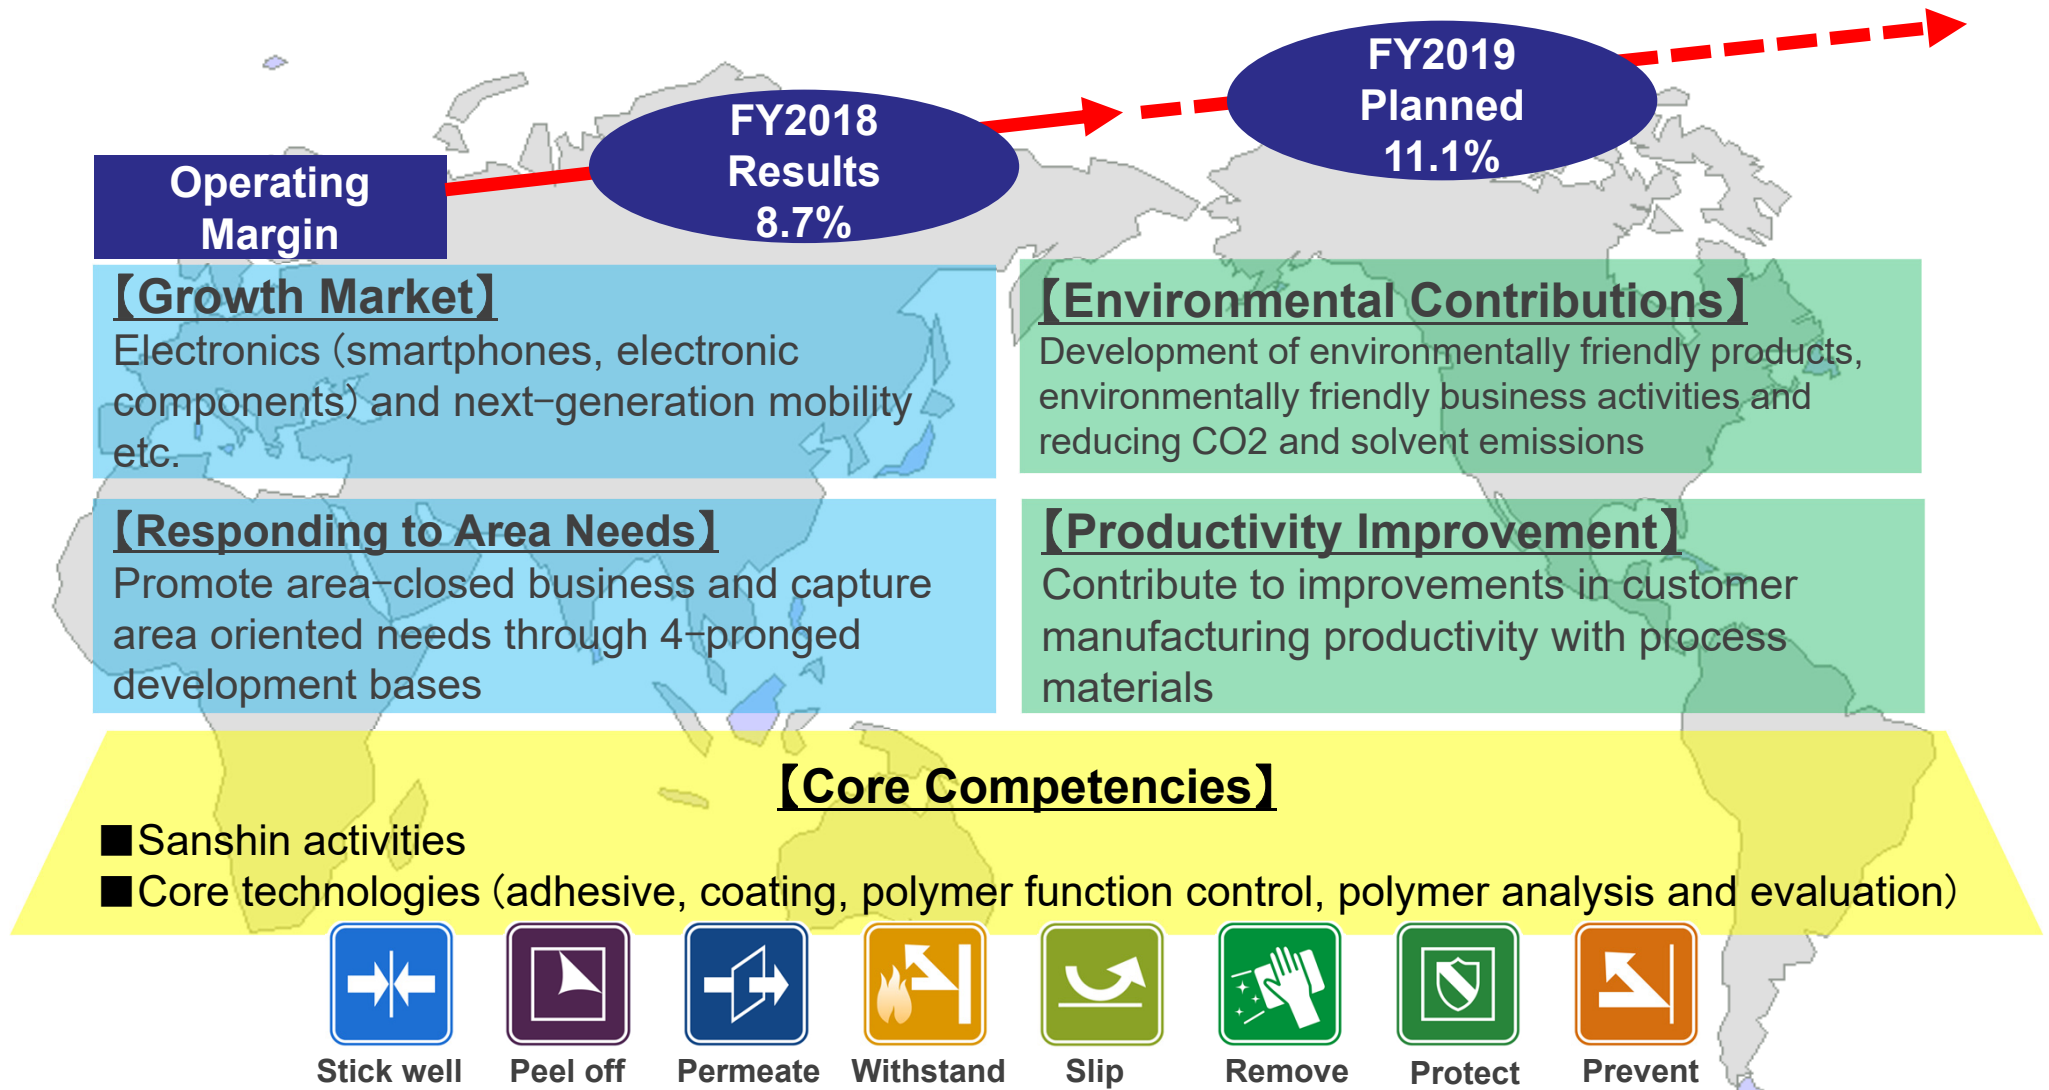 Operating
Margin
FY2018
Results
8.7%
FY2019
Planned
11.1%
【Growth Market】
Electronics（smartphones, electronic
components）and next−generation mobility
etc.
【Environmental Contributions】
Development of environmentally friendly products,
environmentally friendly business activities and
reducing CO2 and solvent emissions
【Responding to Area Needs】
Promote area−closed business and capture
area oriented needs through 4−pronged
development bases
【Productivity Improvement】
Contribute to improvements in customer
manufacturing productivity with process
materials
【Core Competencies】
■Sanshin activities
■Core technologies（adhesive, coating, polymer function control, polymer analysis and evaluation）
Stick well
Peel off
Permeate
Withstand
Slip
Remove
Protect
Prevent